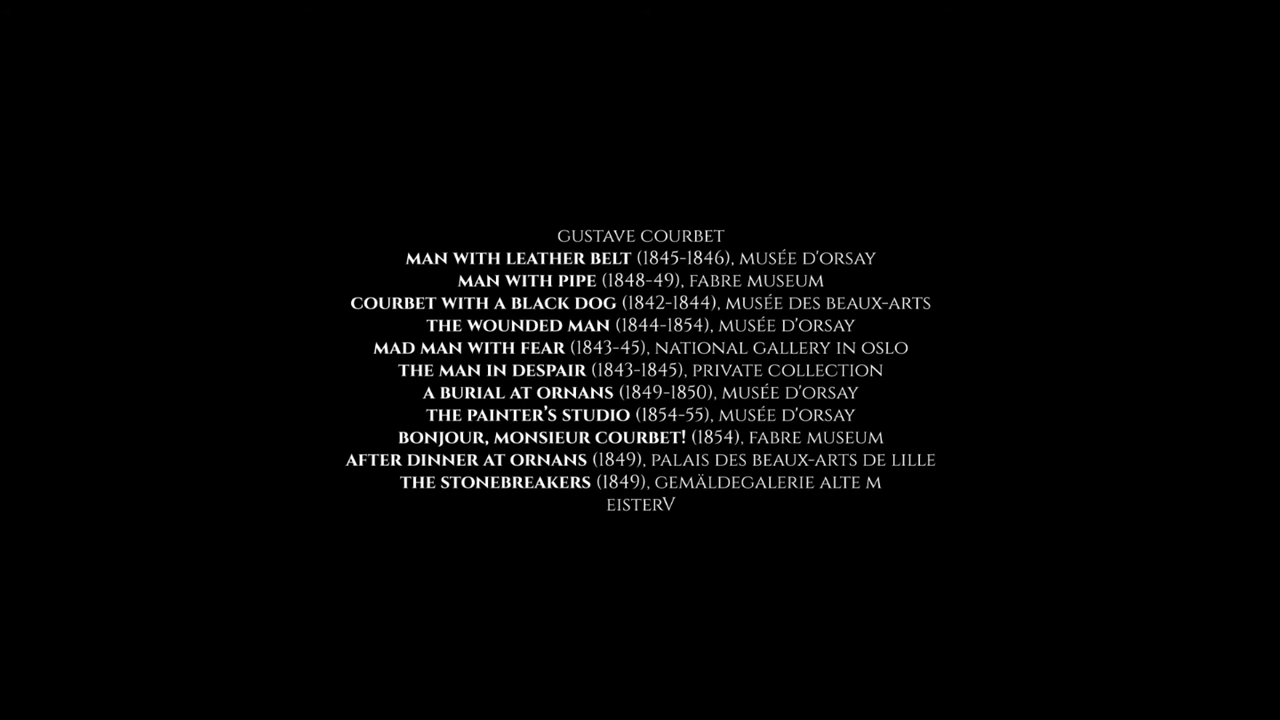 GUSTAVE COURBET
MAN WITH LEATHER BELT (1845-1846), MUSÉE D'ORSAY
MAN WITH PIPE (1848-49), FABRE MUSEUM
COURBET WITH A BLACK DOG (1842-1844), MUSÉE DES BEAUX-ARTS
THE WOUNDED MAN (1844-1854), MUSÉE D'ORSAY
MAD MAN WITH FEAR (1843-45), NATIONAL GALLERY IN OSLO
THE MAN IN DESPAIR (1843-1845), PRIVATE COLLECTION
A BURIAL AT ORNANS (1849-1850), MUSÉE D'ORSAY
THE PAINTER'S STUDIO (1854-55), MUSÉE D'ORSAY
BONJOUR, MONSIEUR COURBET! (1854), FABRE MUSEUM
AFTER DINNER AT ORNANS (1849), PALAIS DES BEAUX-ARTS DE LILLE
THE STONEBREAKERS (1849), GEMÄLDEGALERIE ALTE M
EISTERV